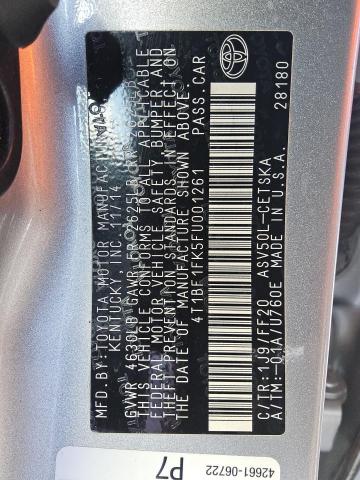 MFD. BY: TOYOTA MOTOR MANUFACTURING
KENTUCKY, INC. 11/14
GVWR 4630LB GAWR FR 2625LB RR
THIS VEHICLE CONFORMS TO ALL APPLICABLE
FEDERAL MOTOR VEHICLE SAFETY, BUMPER, AND
THEFT PREVENTION STANDARDS IN EFFECT ON
THE DATE OF MANUFACTURE SHOWN ABOVE.
4T1BF1FK5FU001261 PASS.CAR
C/TR:1J9/FF20 ASV50L-CETSKA
A/TM:-01A/U760E MADE IN U.S.A.
28180
42661-06722
P7